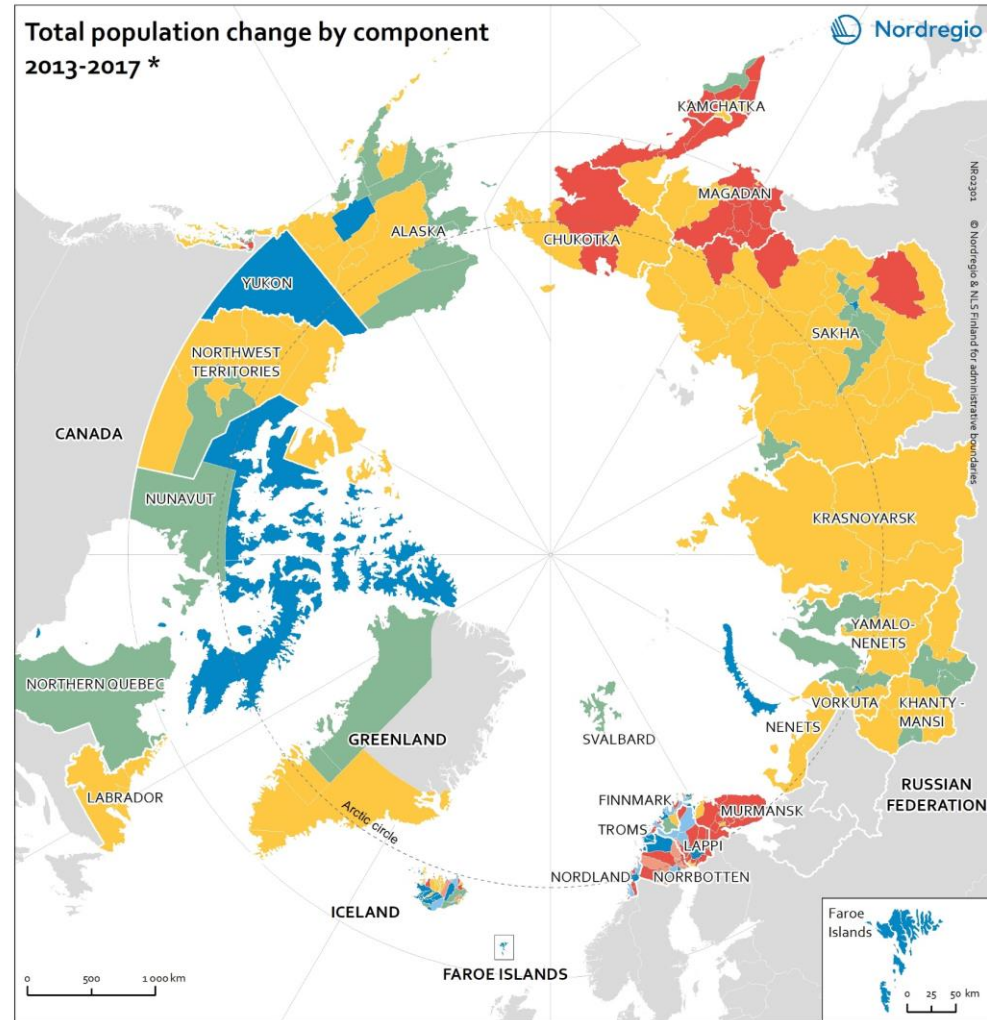 Total population change by component
2013-2017 *
Nordregio
KAMCHATKA
MAGADAN
ALASKA
CHUKOTKA
YUKON
SAKHA
NORTHWEST
TERRITORIES
CANADA
NUNAVUT
KRASNOYARSK
YAMALO-
NENETS
NORTHERN QUEBEC
VORKUTA
KHANTY -
MANSI
NENETS
SVALBARD
GREENLAND
LABRADOR
RUSSIAN
FEDERATION
FINNMARK
MURMANSK
Arctic circle
TROMS
LAPPI
NORDLAND
NORRBOTTEN
ICELAND
FAROE ISLANDS
Faroe
Islands
0 500 1 000 km
0 25 50 km
NR02301 © Nordregio & NLS Finland for administrative boundaries